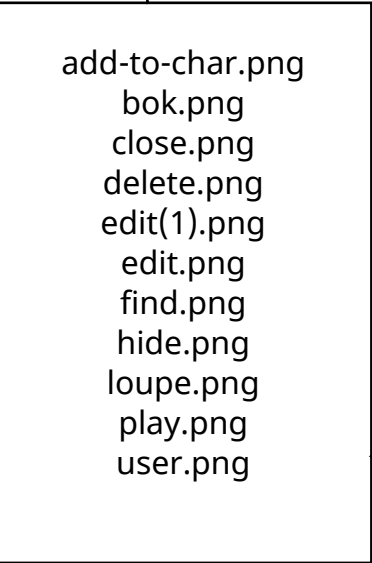 add-to-char.png
bok.png
close.png
delete.png
edit(1).png
edit.png
find.png
hide.png
loupe.png
play.png
user.png